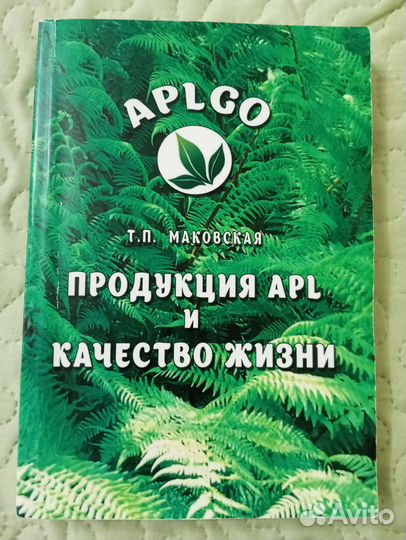 APLGO
Т.П. МАКОВСКАЯ
ПРОДУКЦИЯ APL
И
КАЧЕСТВО ЖИЗНИ
Avito